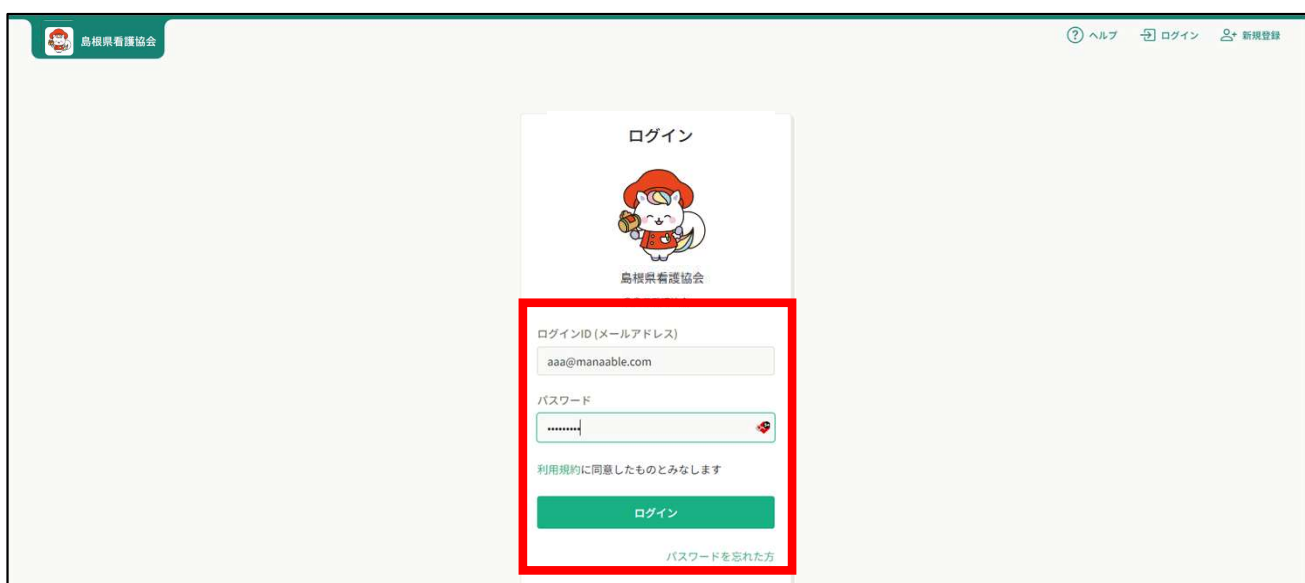 島根県看護協会
ヘルプ ログイン 新規登録
ログイン
島根県看護協会
ログインID (メールアドレス)
aaa@manaable.com
パスワード
•••••••••
利用規約に同意したものとみなします
ログイン
パスワードを忘れた方